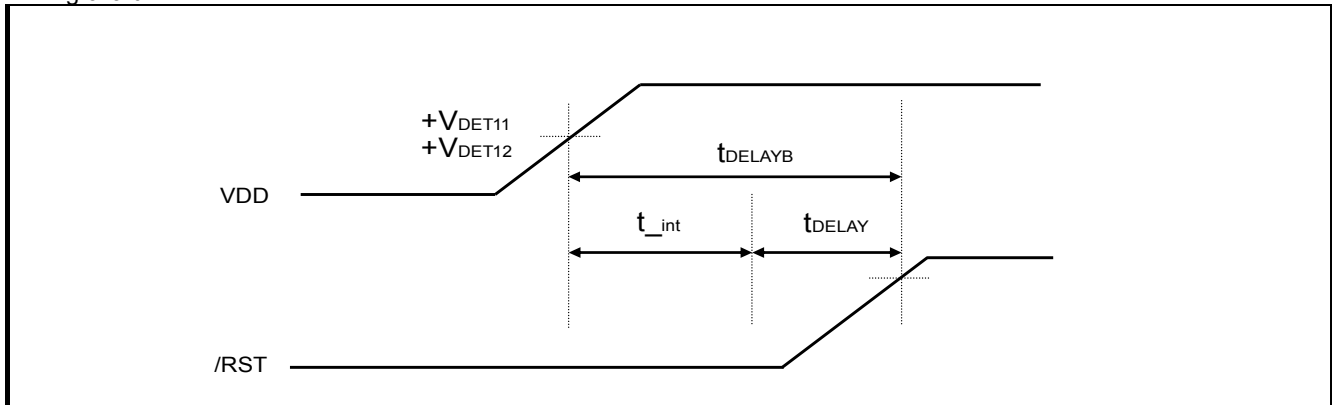 +VDET11
+VDET12
tDELAYB
VDD
t_int
tDELAY
/RST